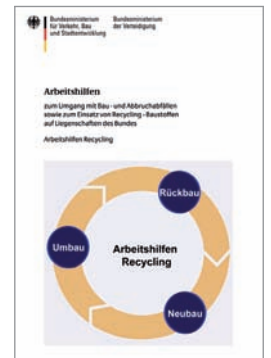 Bundesministerium
für Verkehr, Bau
und Stadtentwicklung
Bundesministerium
der Verteidigung
Arbeitshilfen
zum Umgang mit Bau- und Abbruchabfällen
sowie zum Einsatz von Recycling-Baustoffen
auf Liegenschaften des Bundes
Arbeitshilfen Recycling
Rückbau
Umbau
Arbeitshilfen
Recycling
Neubau